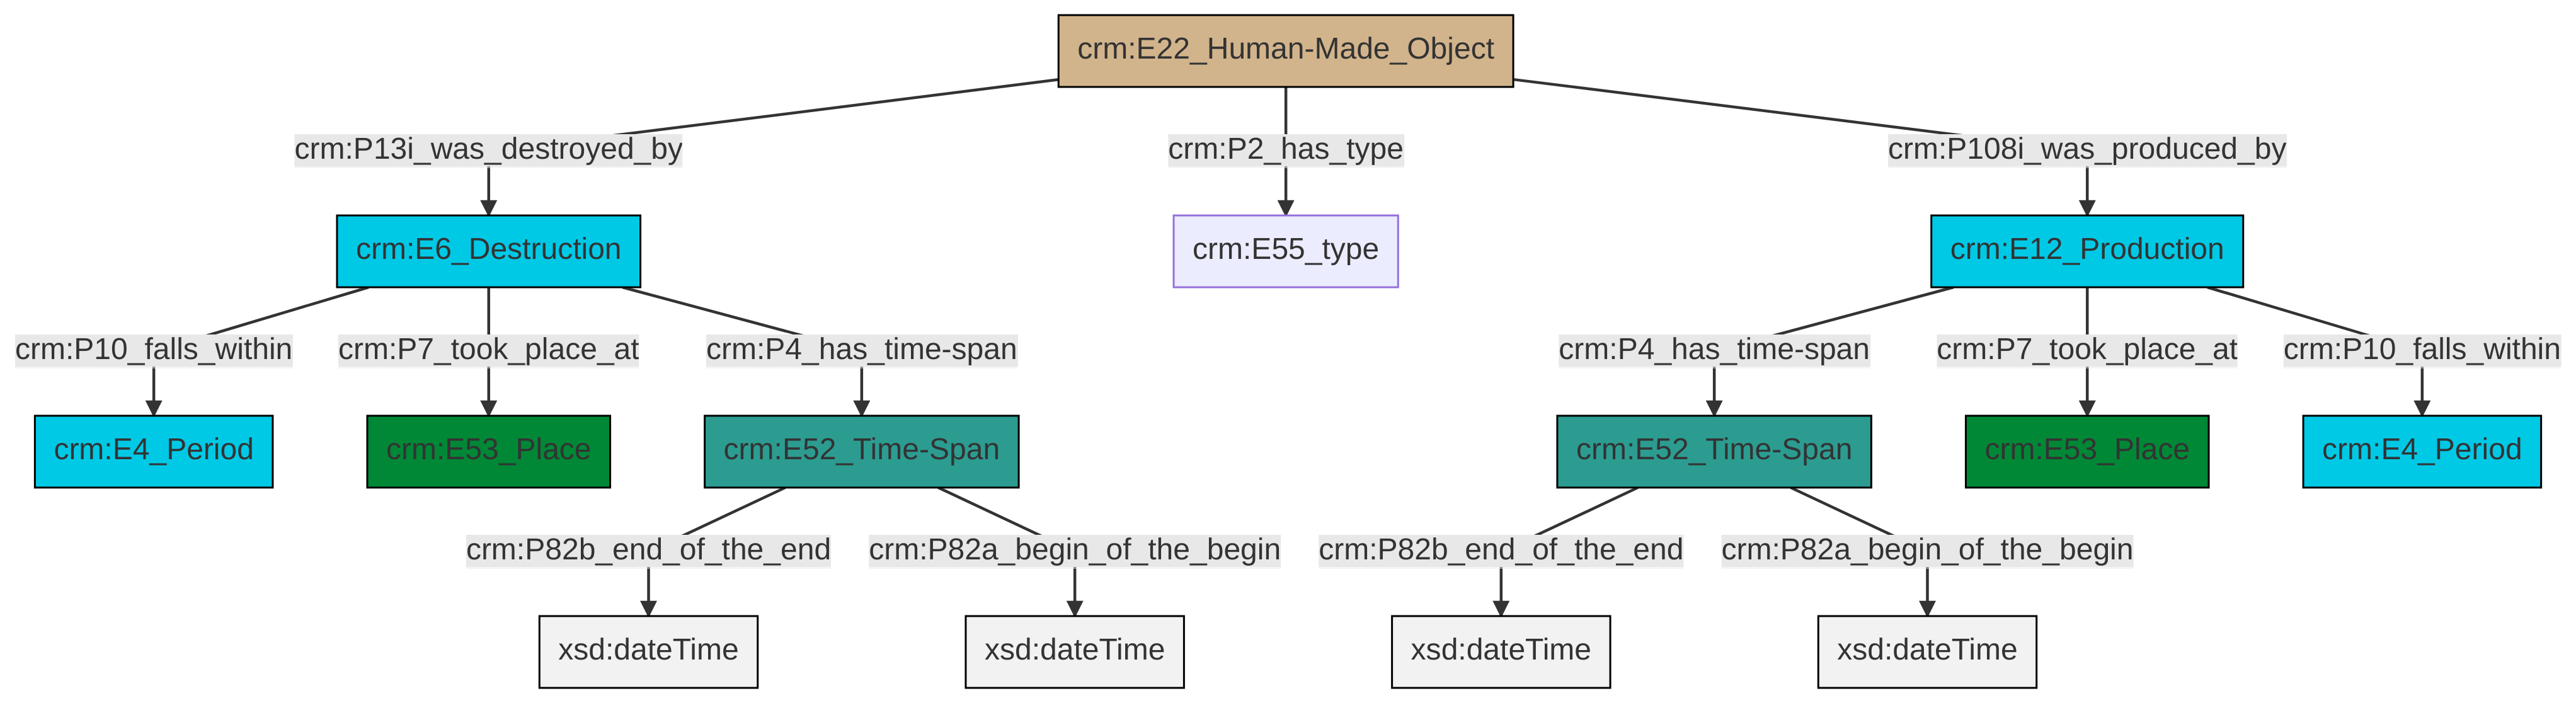 crm:E22_Human-Made_Object
crm:P13i_was_destroyed_by
crm:P2_has_type
crm:P108i_was_produced_by
crm:E6_Destruction
crm:E55_type
crm:E12_Production
crm:P10_falls_within
crm:P7_took_place_at
crm:P4_has_time-span
crm:P4_has_time-span
crm:P7_took_place_at
crm:P10_falls_within
crm:E4_Period
crm:E53_Place
crm:E52_Time-Span
crm:E52_Time-Span
crm:E53_Place
crm:E4_Period
crm:P82b_end_of_the_end
crm:P82a_begin_of_the_begin
crm:P82b_end_of_the_end
crm:P82a_begin_of_the_begin
xsd:dateTime
xsd:dateTime
xsd:dateTime
xsd:dateTime